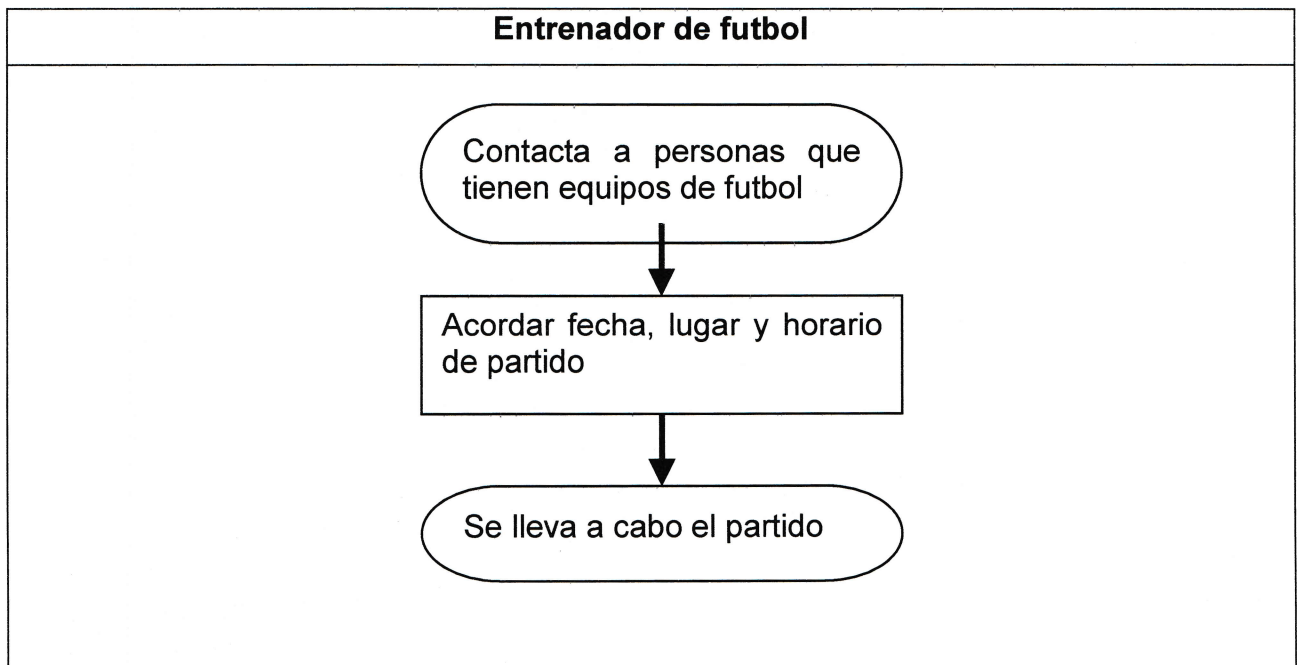 Entrenador de futbol
Contacta a personas que
tienen equipos de futbol
Acordar fecha, lugar y horario
de partido
Se lleva a cabo el partido